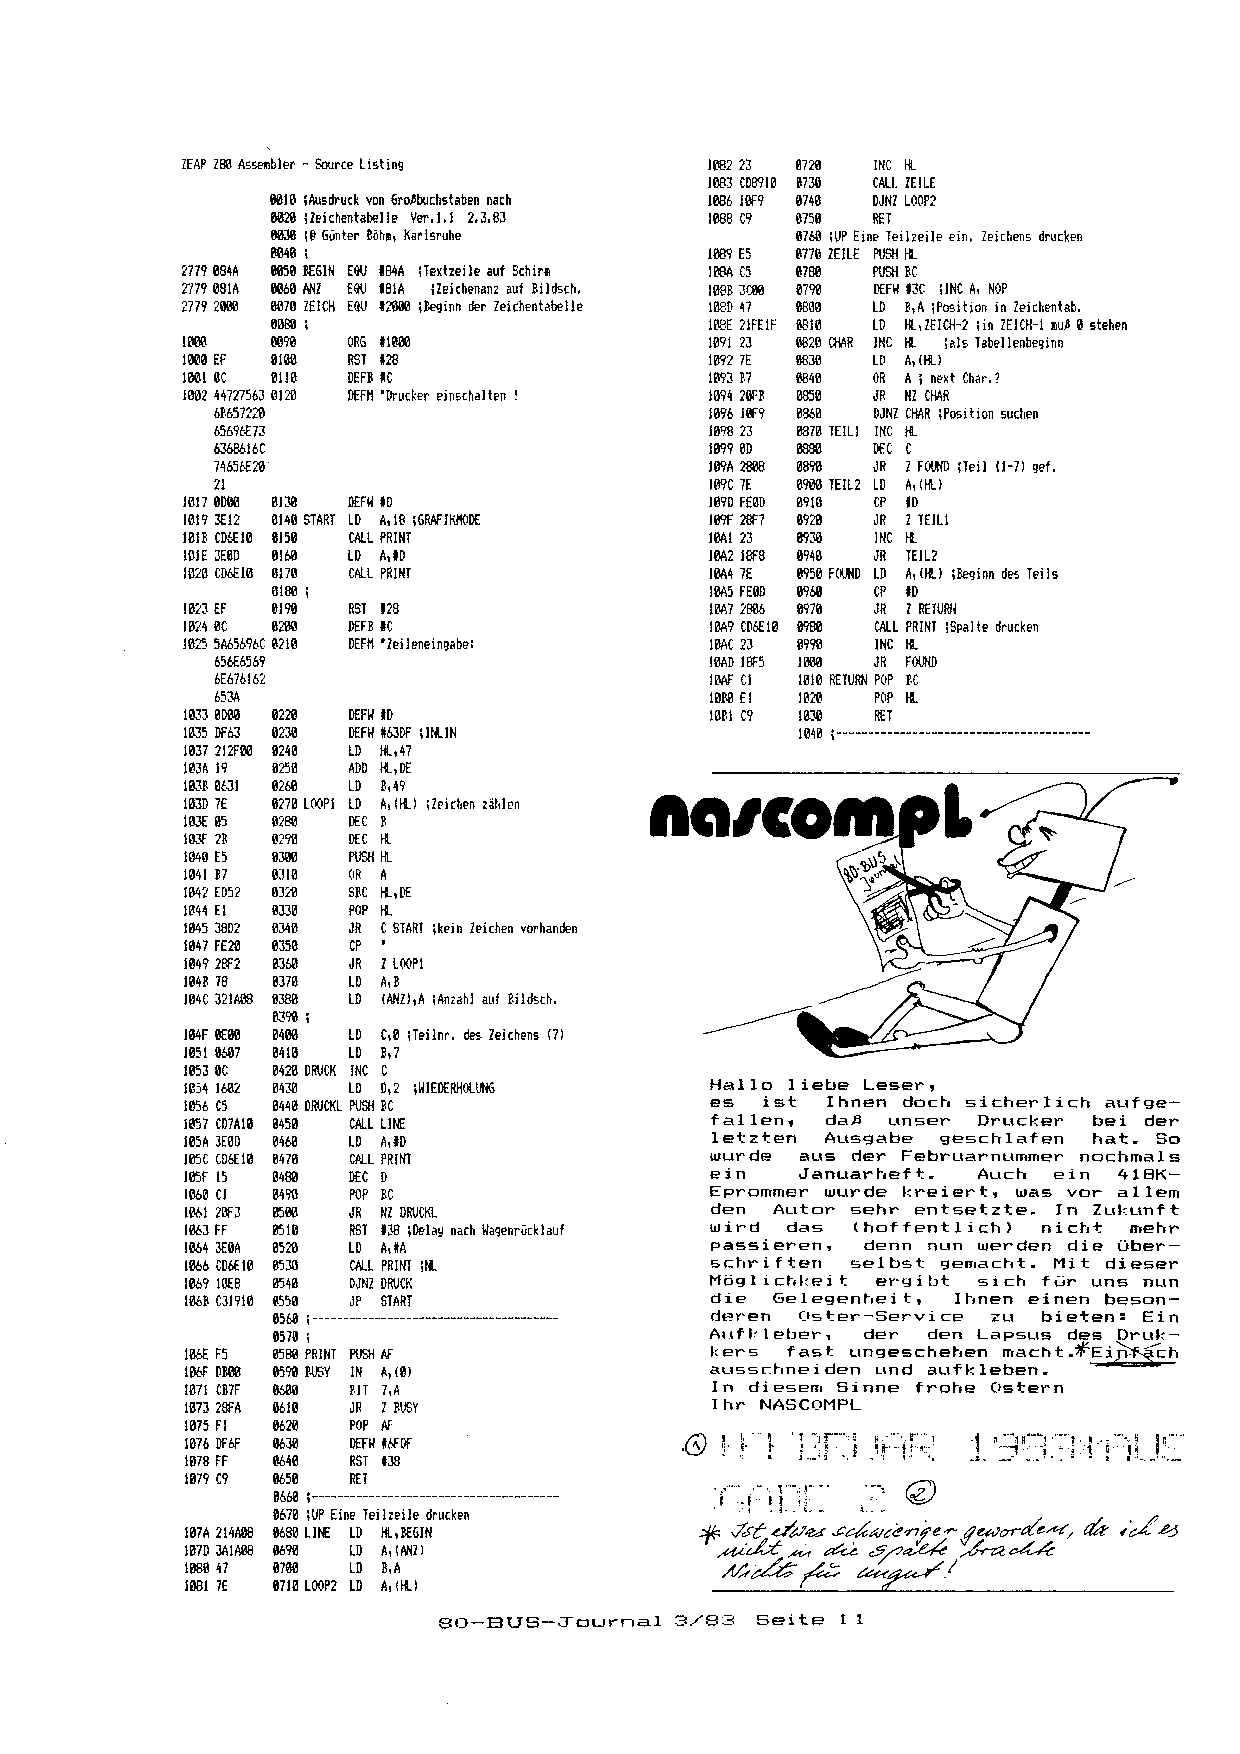 ZEAP Z80 Assembler - Source Listing
0010 ;Ausdruck von Großbuchstaben nach
0020 ;Zeichentabelle Ver.1.1 2.3.83
0030 ;@ Günter Böhm, Karlsruhe
0040 ;
2779 084A 0050 BEGIN EQU #84A ;Textzeile auf Schirm
2779 081A 0060 ANZ EQU #81A ;Zeichenanz auf Bildsch.
2779 2000 0070 ZEICH EQU #2000 ;Beginn der Zeichentabelle
0080 ;
1000 0090 ORG #1000
1000 EF 0100 RST #28
1001 0C 0110 DEFB #C
1002 44727563 0120 DEFM "Drucker einschalten !
6B657220
65696E73
6368616C
74656E20
21
1017 0D00 0130 DEFW #D
1019 3E12 0140 START LD A,18 ;GRAFIKMODE
101B CD6E10 0150 CALL PRINT
101E 3E0D 0160 LD A,#D
1020 CD6E10 0170 CALL PRINT
0180 ;
1023 EF 0190 RST #28
1024 0C 0200 DEFB #C
1025 5A65696C 0210 DEFM "Zeileneingabe:
656E6569
6E676162
653A
1033 0D00 0220 DEFW #D
1035 DF63 0230 DEFW #63DF ;INLIN
1037 212F00 0240 LD HL,47
103A 19 0250 ADD HL,DE
103B 0631 0260 LD B,49
103D 7E 0270 LOOP1 LD A,(HL) ;Zeichen zählen
103E 05 0280 DEC B
103F 2B 0290 DEC HL
1040 E5 0300 PUSH HL
1041 B7 0310 OR A
1042 ED52 0320 SBC HL,DE
1044 E1 0330 POP HL
1045 38D2 0340 JR C START ;kein Zeichen vorhanden
1047 FE20 0350 CP "
1049 28F2 0360 JR Z LOOP1
104B 78 0370 LD A,B
104C 321A08 0380 LD (ANZ),A ;Anzahl auf Bildsch.
0390 ;
104F 0E00 0400 LD C,0 ;Teilnr. des Zeichens (7)
1051 0607 0410 LD B,7
1053 0C 0420 DRUCK INC C
1054 1602 0430 LD D,2 ;WIEDERHOLUNG
1056 C5 0440 DRUCKL PUSH BC
1057 CD7A10 0450 CALL LINE
105A 3E0D 0460 LD A,#D
105C CD6E10 0470 CALL PRINT
105F 15 0480 DEC D
1060 C1 0490 POP BC
1061 20F3 0500 JR NZ DRUCKL
1063 FF 0510 RST #38 ;Delay nach Wagenrücklauf
1064 3E0A 0520 LD A,#A
1066 CD6E10 0530 CALL PRINT ;NL
1069 10E8 0540 DJNZ DRUCK
106B C31910 0550 JP START
0560 ;---------------------------------------
0570 ;
106E F5 0580 PRINT PUSH AF
106F DB00 0590 BUSY IN A,(0)
1071 CB7F 0600 BIT 7,A
1073 28FA 0610 JR Z BUSY
1075 F1 0620 POP AF
1076 DF6F 0630 DEFW #6FDF
1078 FF 0640 RST #38
1079 C9 0650 RET
0660 ;---------------------------------------
0670 ;UP Eine Teilzeile drucken
107A 214A08 0680 LINE LD HL,BEGIN
107D 3A1A08 0690 LD A,(ANZ)
1080 47 0700 LD B,A
1081 7E 0710 LOOP2 LD A,(HL)
1082 23 0720 INC HL
1083 CD8910 0730 CALL ZEILE
1086 10F9 0740 DJNZ LOOP2
1088 C9 0750 RET
0760 ;UP Eine Teilzeile ein. Zeichens drucken
1089 E5 0770 ZEILE PUSH HL
108A C5 0780 PUSH BC
108B 3C00 0790 DEFW #3C ;INC A, NOP
108D 47 0800 LD B,A ;Position in Zeichentab.
108E 21FE1F 0810 LD HL,ZEICH-2 ;in ZEICH-1 muß 0 stehen
1091 23 0820 CHAR INC HL ;als Tabellenbeginn
1092 7E 0830 LD A,(HL)
1093 B7 0840 OR A ; next Char.?
1094 20FB 0850 JR NZ CHAR
1096 10F9 0860 DJNZ CHAR ;Position suchen
1098 23 0870 TEIL1 INC HL
1099 0D 0880 DEC C
109A 2808 0890 JR Z FOUND ;Teil (1-7) gef.
109C 7E 0900 TEIL2 LD A,(HL)
109D FE0D 0910 CP #D
109F 28F7 0920 JR Z TEIL1
10A1 23 0930 INC HL
10A2 18F8 0940 JR TEIL2
10A4 7E 0950 FOUND LD A,(HL) ;Beginn des Teils
10A5 FE0D 0960 CP #D
10A7 2806 0970 JR Z RETURN
10A9 CD6E10 0980 CALL PRINT ;Spalte drucken
10AC 23 0990 INC HL
10AD 18F5 1000 JR FOUND
10AF C1 1010 RETURN POP BC
10B0 E1 1020 POP HL
10B1 C9 1030 RET
1040 ;----------------------------------------
nascompl
80-BUS
Journal
Hallo liebe Leser,
es ist Ihnen doch sicherlich aufge-
fallen, daß unser Drucker bei der
letzten Ausgabe geschlafen hat. So
wurde aus der Februarnummer nochmals
ein Januarheft. Auch ein 418K-
Eprommer wurde kreiert, was vor allem
den Autor sehr entsetzte. In Zukunft
wird das (hoffentlich) nicht mehr
passieren, denn nun werden die Über-
schriften selbst gemacht. Mit dieser
Möglichkeit ergibt sich für uns nun
die Gelegenheit, Ihnen einen beson-
deren Oster-Service zu bieten: Ein
Aufkleber, der den Lapsus des Druk-
kers fast ungeschehen macht.*Einfach
ausschneiden und aufkleben.
In diesem Sinne frohe Ostern
Ihr NASCOMPL
1 FEBRUAR 1983*AUS
GABE 2 2
* Ist etwas schwieriger geworden, da ich es
nicht in die Spalte brachte
Nichts für ungut!
80-BUS-Journal 3/83 Seite 11